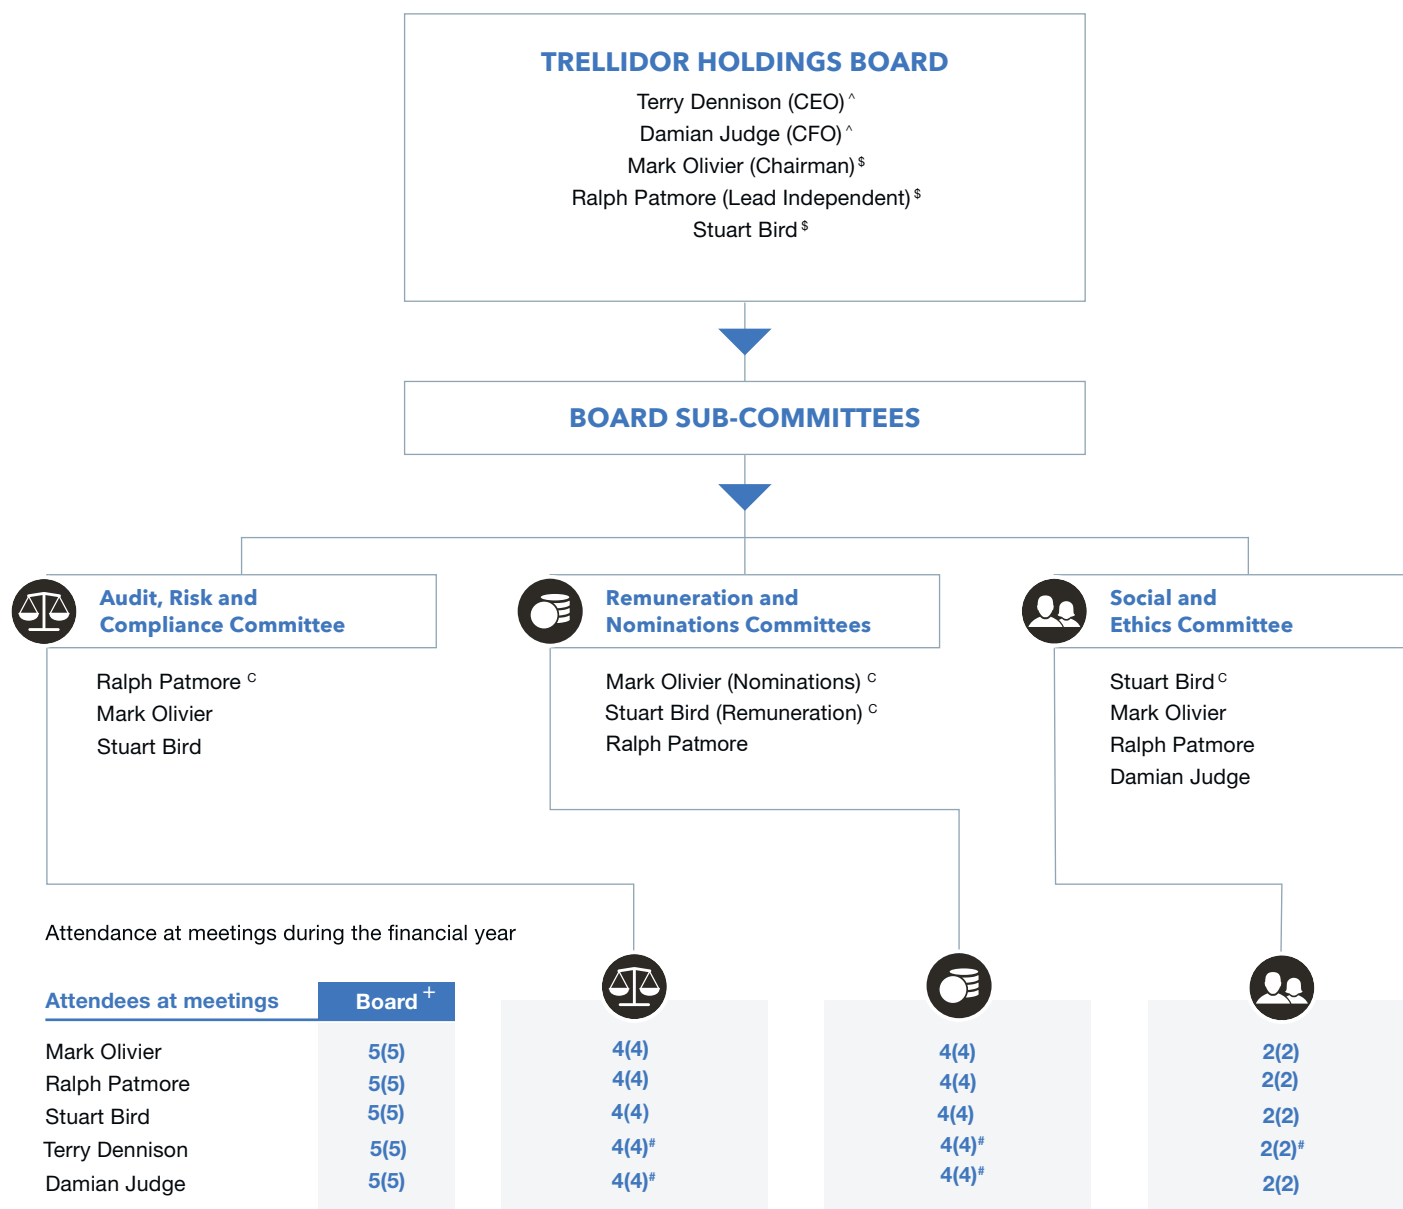 TRELLIDOR HOLDINGS BOARD
Terry Dennison (CEO) ^
Damian Judge (CFO) ^
Mark Olivier (Chairman) $
Ralph Patmore (Lead Independent) $
Stuart Bird $
BOARD SUB-COMMITTEES
Audit, Risk and
Compliance Committee
Ralph Patmore C
Mark Olivier
Stuart Bird
Remuneration and
Nominations Committees
Mark Olivier (Nominations) C
Stuart Bird (Remuneration) C
Ralph Patmore
Social and
Ethics Committee
Stuart Bird C
Mark Olivier
Ralph Patmore
Damian Judge
Attendance at meetings during the financial year
Attendees at meetings Board +
Mark Olivier 5(5) 4(4) 4(4) 2(2)
Ralph Patmore 5(5) 4(4) 4(4) 2(2)
Stuart Bird 5(5) 4(4) 4(4) 2(2)
Terry Dennison 5(5) 4(4)# 4(4)# 2(2)#
Damian Judge 5(5) 4(4)# 4(4)# 2(2)